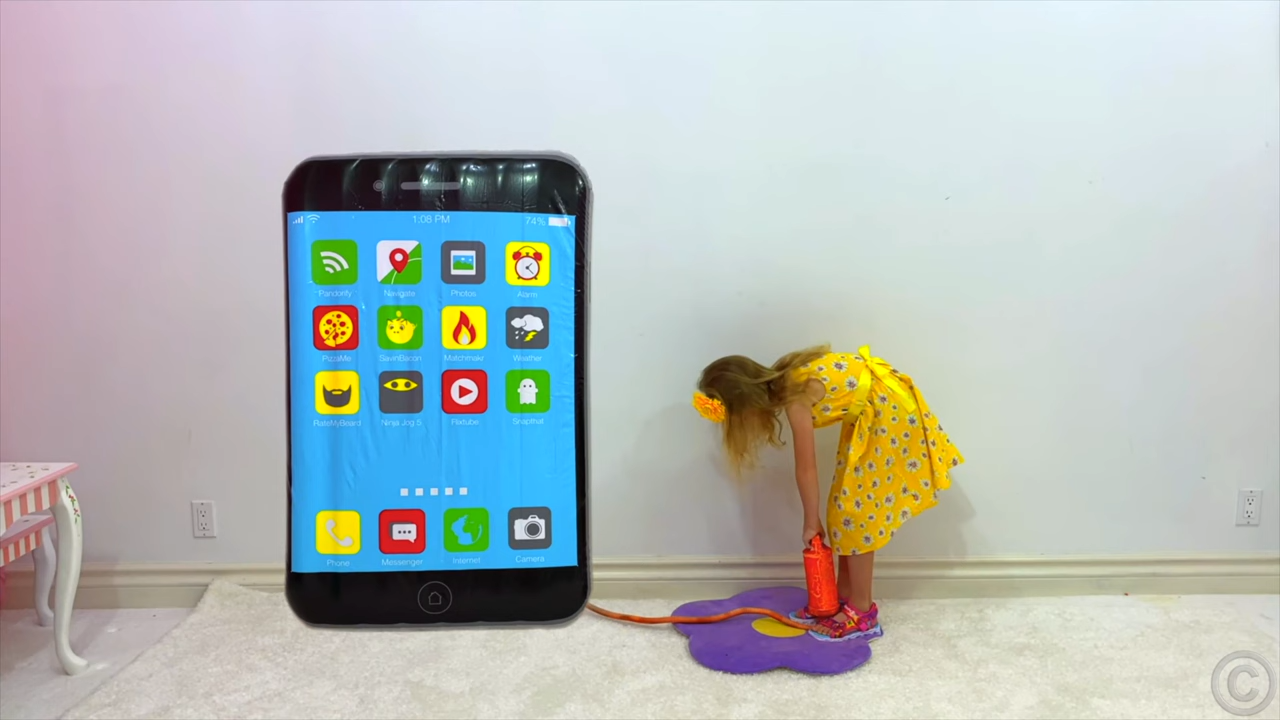 1:08 PM 74%
Pandorify Navigate Photos Alarm
PizzaMe GavinBacon Matchmakr Weather
RateMyBeard Ninja Jog 5 Flixtube Snapthat
Phone Messenger Internet Camera
©